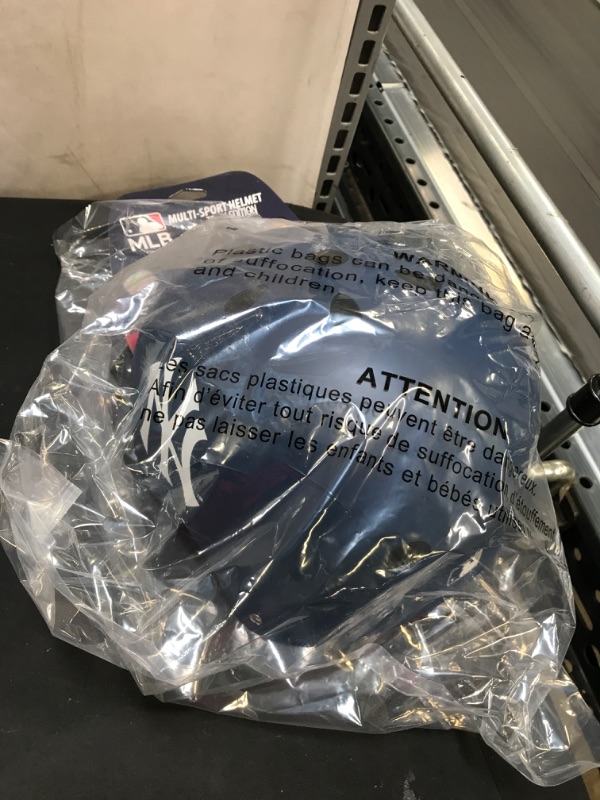 MULTI-SPORT HELMET
MLB
EDITION
Plastic bags can be
of suffocation, keep this bag
and children
ATTENTION
Les sacs plastiques peuvent être dangereux.
Afin d'éviter tout risque de suffocation, d'étouffement
ne pas laisser les enfants et bébés